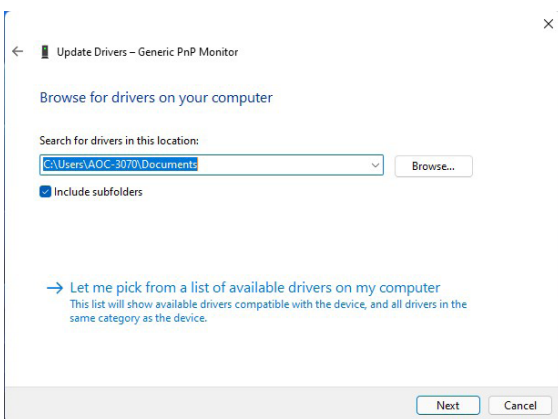 Update Drivers – Generic PnP Monitor
Browse for drivers on your computer
Search for drivers in this location:
C:\Users\AOC-3070\Documents
Browse...
Include subfolders
Let me pick from a list of available drivers on my computer
This list will show available drivers compatible with the device, and all drivers in the
same category as the device.
Next
Cancel